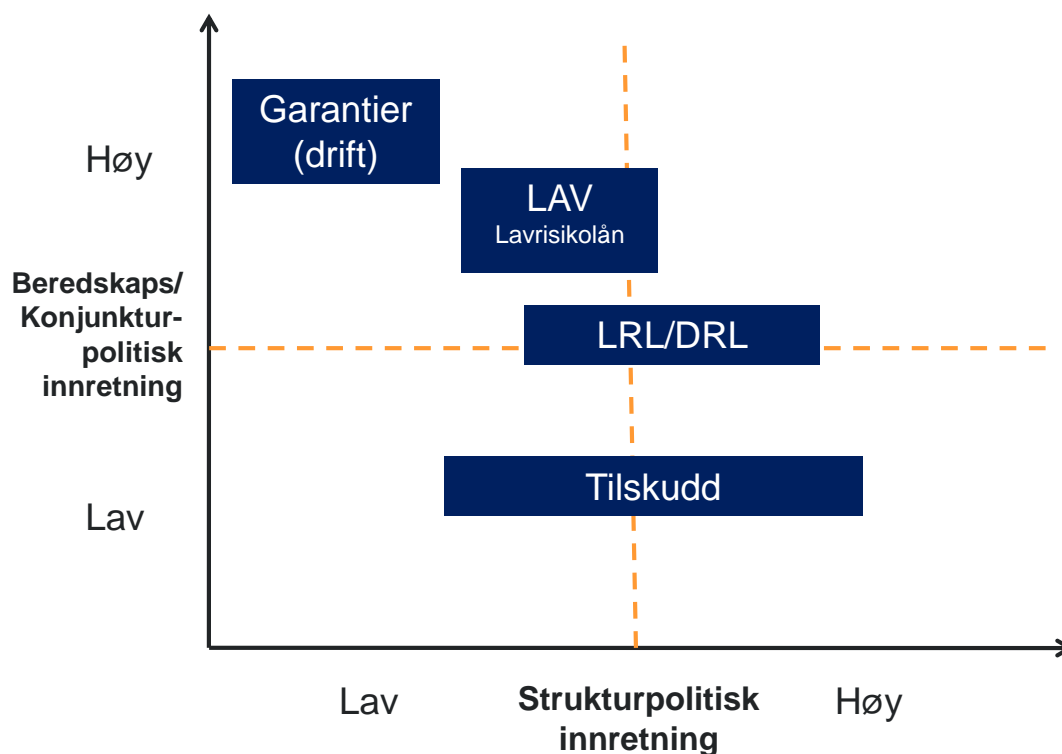 Garantier
(drift)
Høy
LAV
Lavrisikolån
Beredskaps/
Konjunktur-
politisk
innretning
LRL/DRL
Tilskudd
Lav
Lav
Strukturpolitisk
innretning
Høy